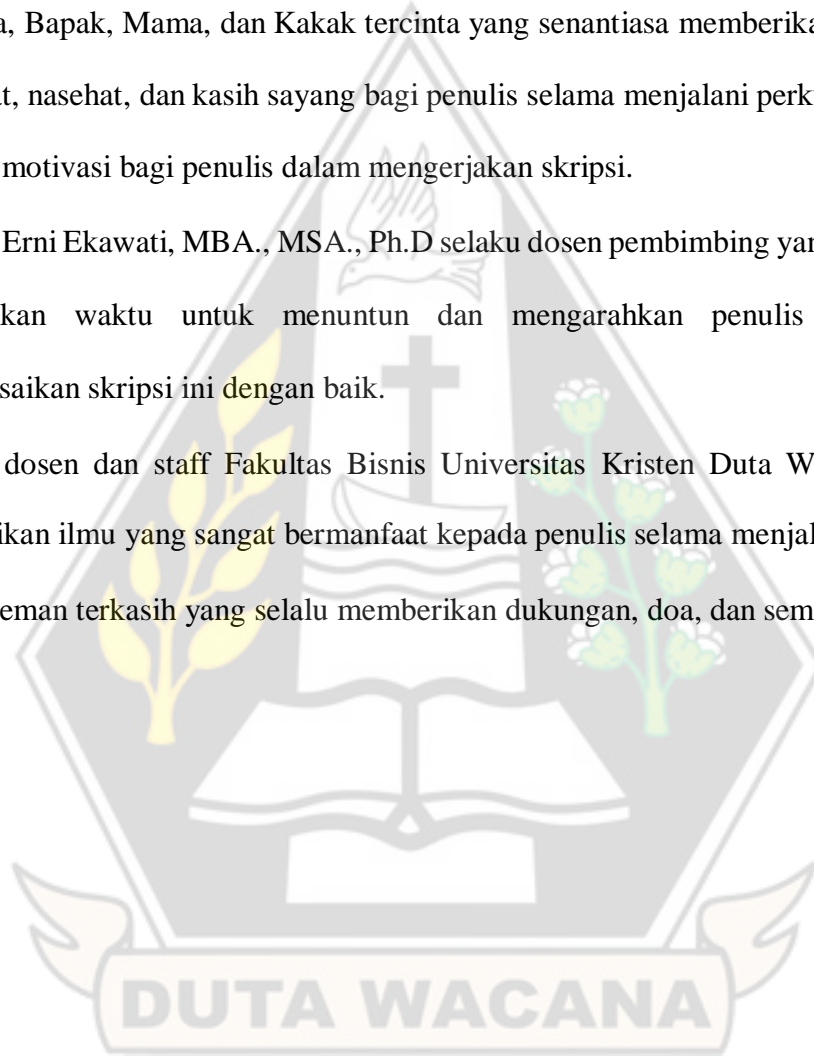 a, Bapak, Mama, dan Kakak tercinta yang senantiasa memberika
t, nasehat, dan kasih sayang bagi penulis selama menjalani perku
motivasi bagi penulis dalam mengerjakan skripsi.
Erni Ekawati, MBA., MSA., Ph.D selaku dosen pembimbing yan
kan waktu untuk menuntun dan mengarahkan penulis
saikan skripsi ini dengan baik.
dosen dan staff Fakultas Bisnis Universitas Kristen Duta W
ikan ilmu yang sangat bermanfaat kepada penulis selama menjal
eman terkasih yang selalu memberikan dukungan, doa, dan sem
DUTA WACANA